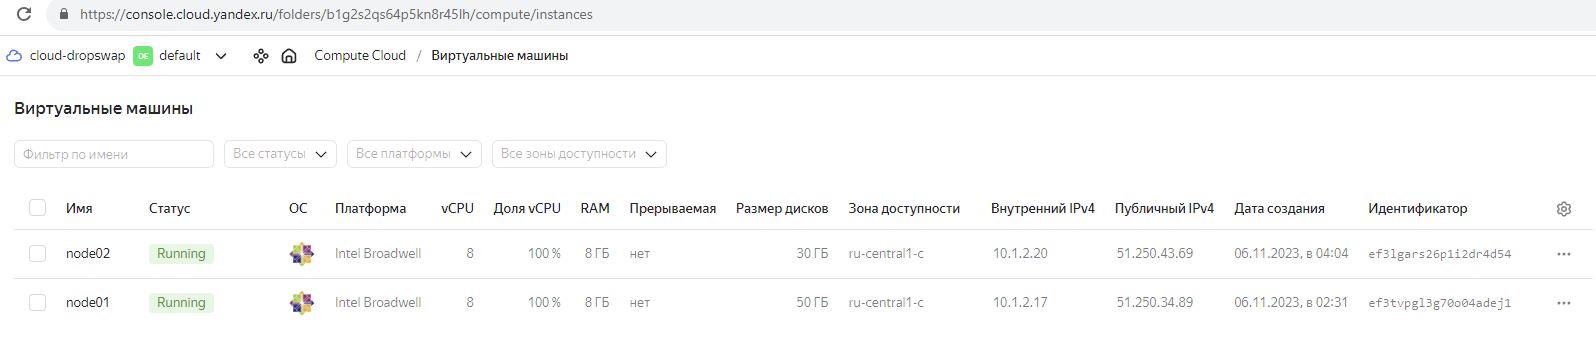 https://console.cloud.yandex.ru/folders/b1g2s2qs64p5kn8r45lh/compute/instances
cloud-dropswap DE default Compute Cloud / Виртуальные машины
Виртуальные машины
Фильтр по имени Все статусы Все платформы Все зоны доступности
Имя Статус ОС Платформа vCPU Доля vCPU RAM Прерываемая Размер дисков Зона доступности Внутренний IPv4 Публичный IPv4 Дата создания Идентификатор
node02 Running Intel Broadwell 8 100 % 8 ГБ нет 30 ГБ ru-central1-c 10.1.2.20 51.250.43.69 06.11.2023, в 04:04 ef3lgars26p1i2dr4d54
node01 Running Intel Broadwell 8 100 % 8 ГБ нет 50 ГБ ru-central1-c 10.1.2.17 51.250.34.89 06.11.2023, в 02:31 ef3tvpgl3g70o04adej1